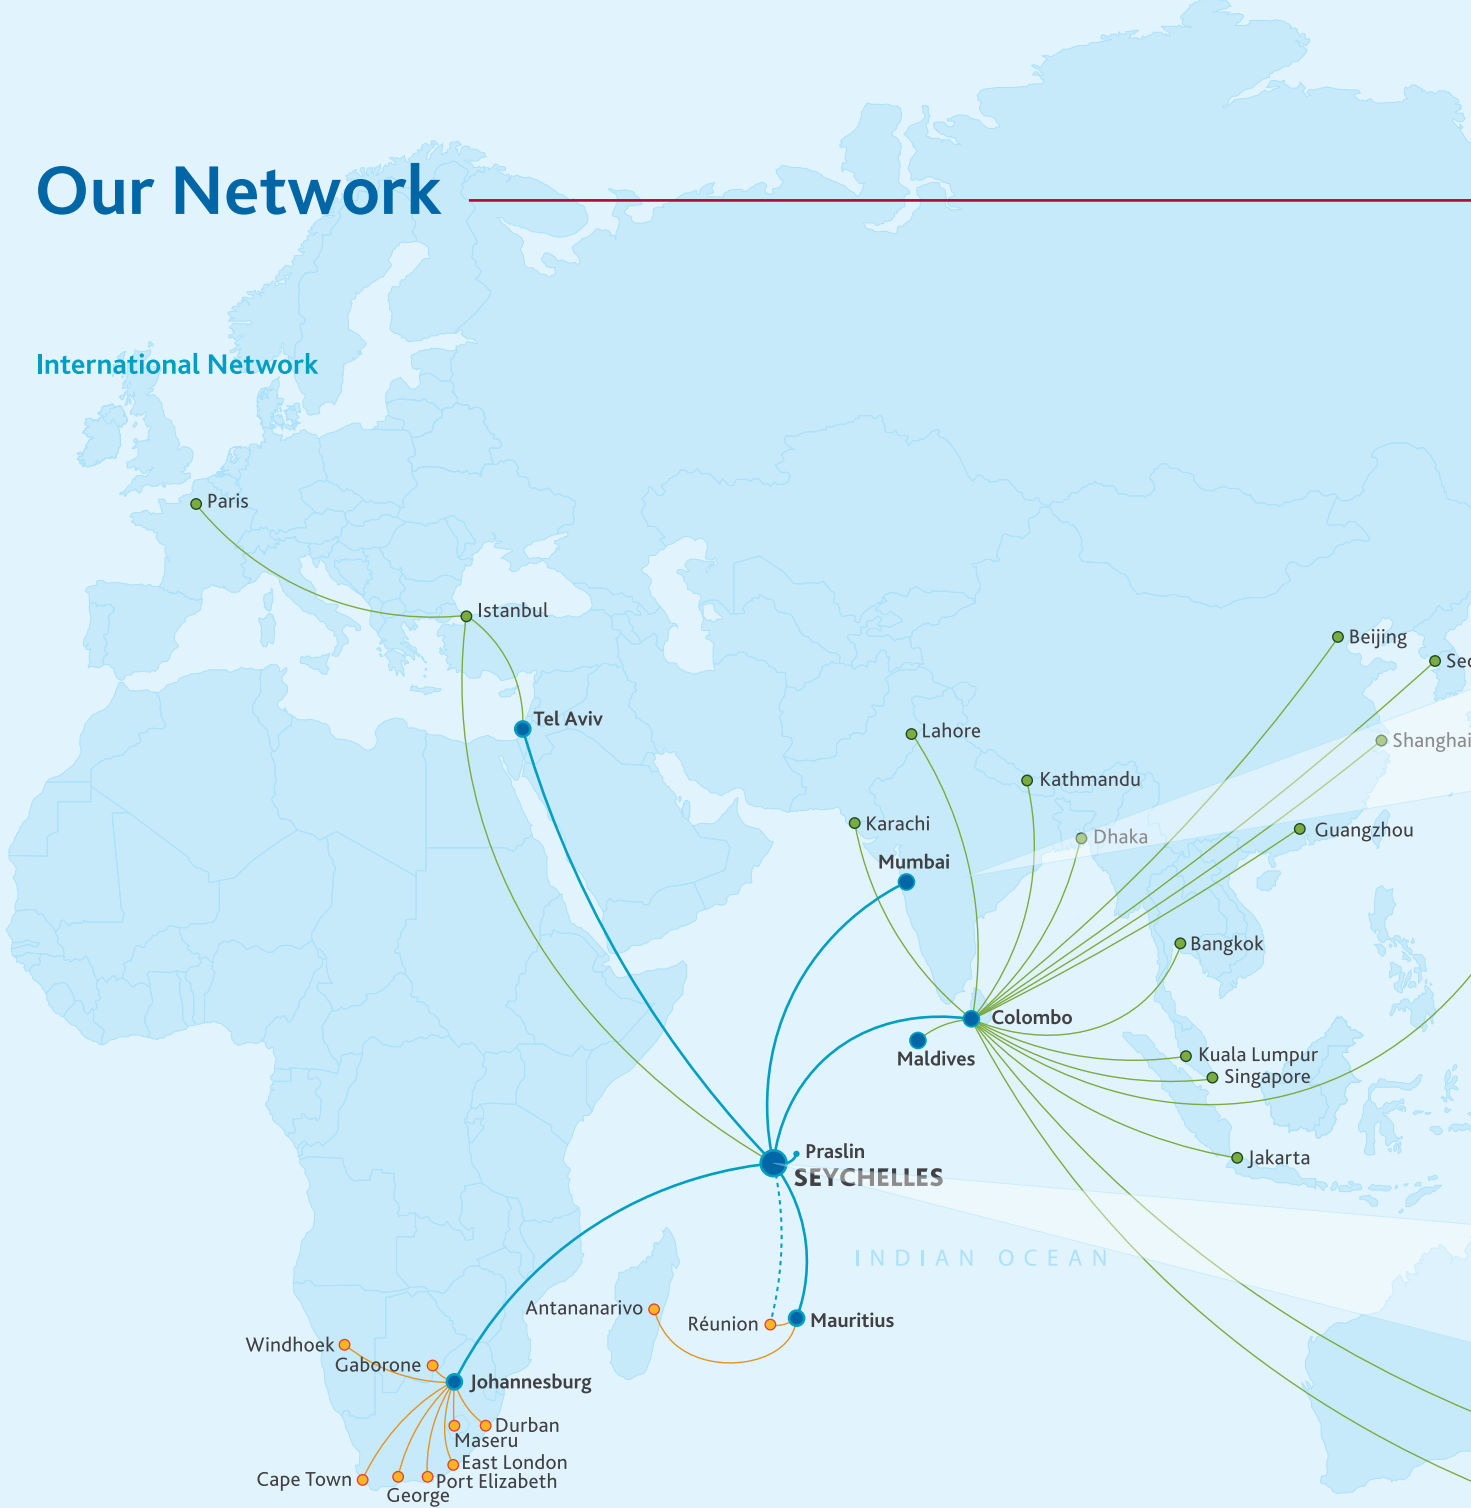 Our Network
International Network
Paris
Istanbul
Beijing
Seo
Tel Aviv
Lahore
Shanghai
Kathmandu
Karachi
Dhaka
Guangzhou
Mumbai
Bangkok
Colombo
Maldives
Kuala Lumpur
Singapore
Praslin
Jakarta
SEYCHELLES
INDIAN OCEAN
Antananarivo
Réunion
Mauritius
Windhoek
Gaborone
Johannesburg
Durban
Maseru
East London
Cape Town
Port Elizabeth
George